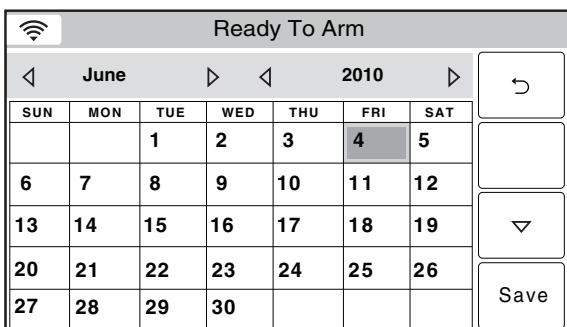 Ready To Arm
June 2010
SUN MON TUE WED THU FRI SAT
1 2 3 4 5
6 7 8 9 10 11 12
13 14 15 16 17 18 19
20 21 22 23 24 25 26
27 28 29 30
Save